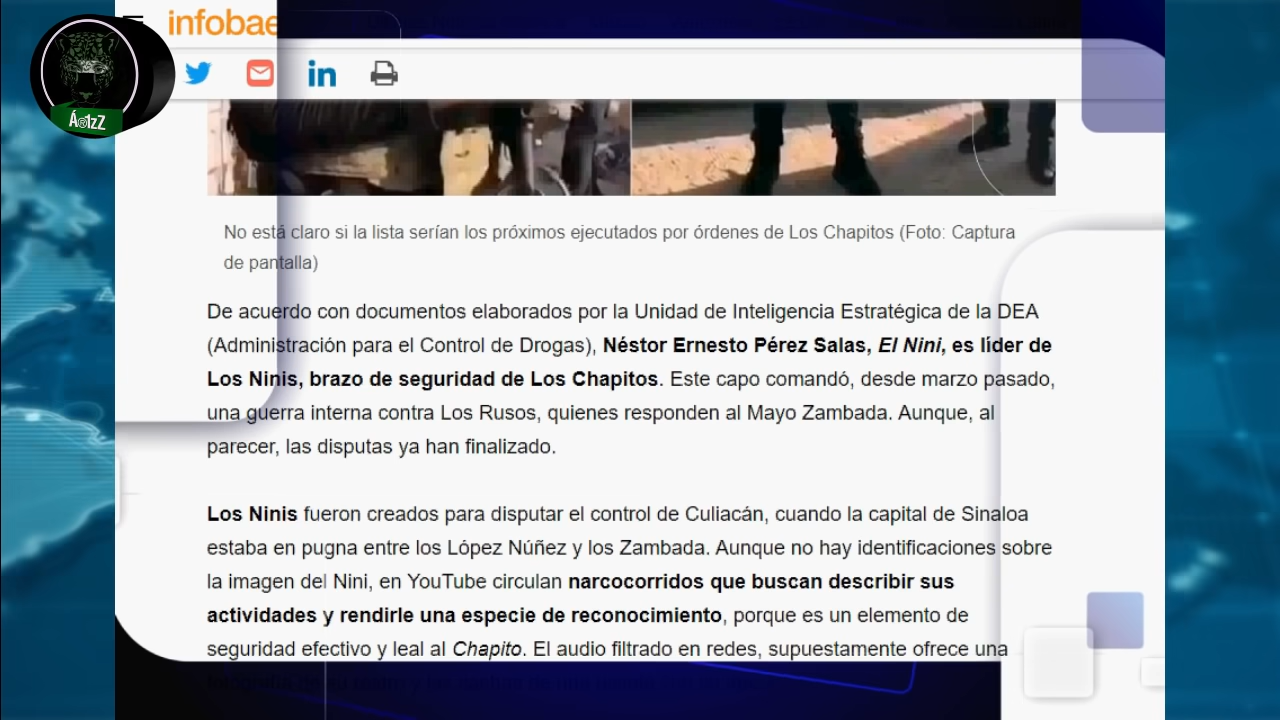 infobae
Á@1zZ
in
No está claro si la lista serían los próximos ejecutados por órdenes de Los Chapitos (Foto: Captura
de pantalla)
De acuerdo con documentos elaborados por la Unidad de Inteligencia Estratégica de la DEA
(Administración para el Control de Drogas), Néstor Ernesto Pérez Salas, El Nini, es líder de
Los Ninis, brazo de seguridad de Los Chapitos. Este capo comandó, desde marzo pasado,
una guerra interna contra Los Rusos, quienes responden al Mayo Zambada. Aunque, al
parecer, las disputas ya han finalizado.
Los Ninis fueron creados para disputar el control de Culiacán, cuando la capital de Sinaloa
estaba en pugna entre los López Núñez y los Zambada. Aunque no hay identificaciones sobre
la imagen del Nini, en YouTube circulan narcocorridos que buscan describir sus
actividades y rendirle una especie de reconocimiento, porque es un elemento de
seguridad efectivo y leal al Chapito. El audio filtrado en redes, supuestamente ofrece una